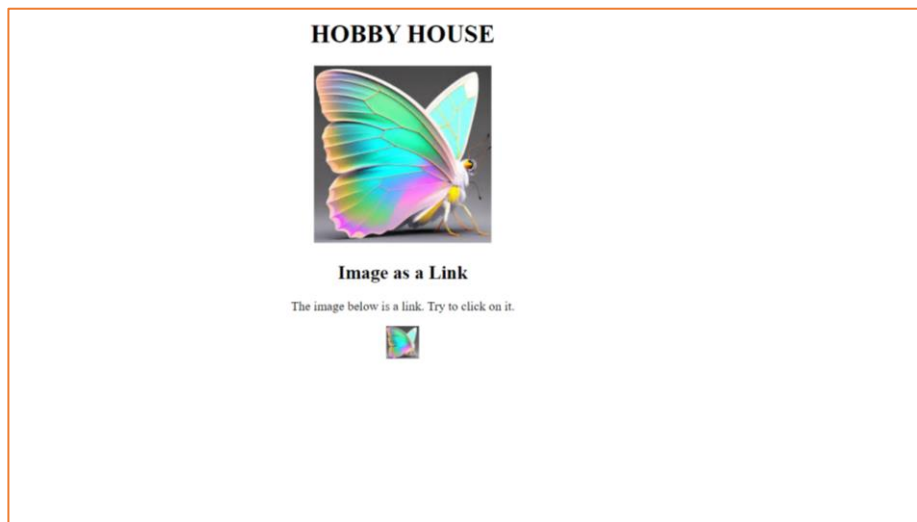 HOBBY HOUSE
Image as a Link
The image below is a link. Try to click on it.